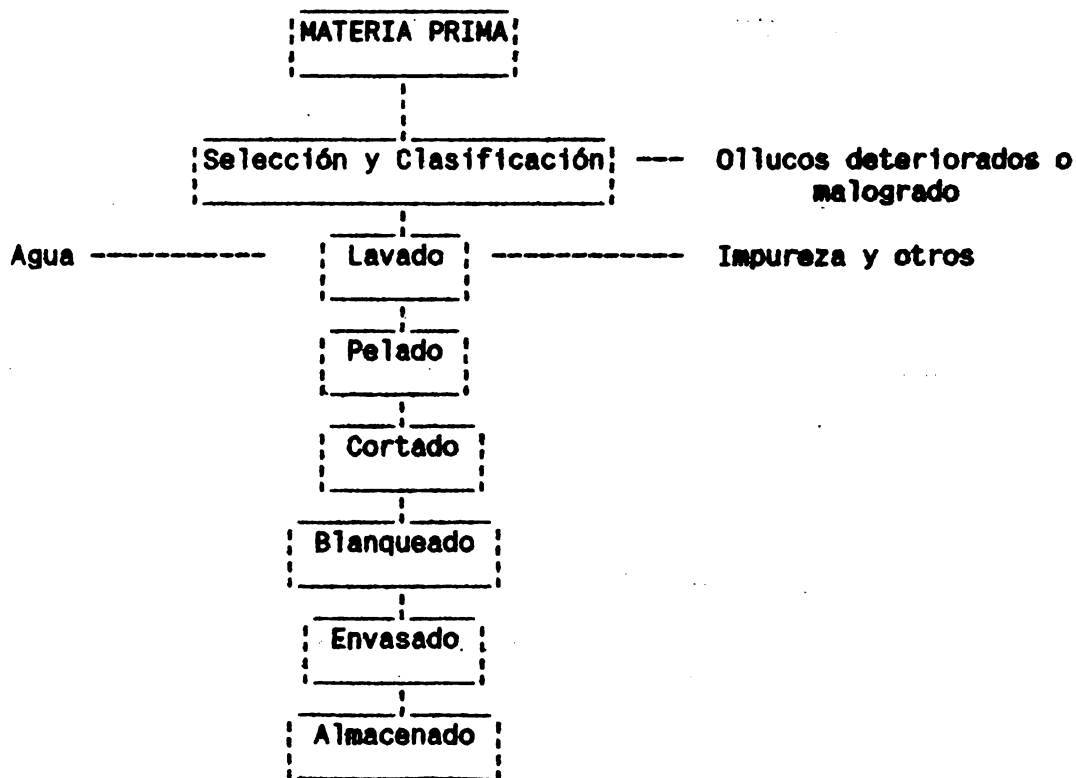 MATERIA PRIMA
Selección y Clasificación --- Ollucos deteriorados o
malogrado
Agua ----------- Lavado ------------ Impureza y otros
Pelado
Cortado
Blanqueado
Envasado
Almacenado